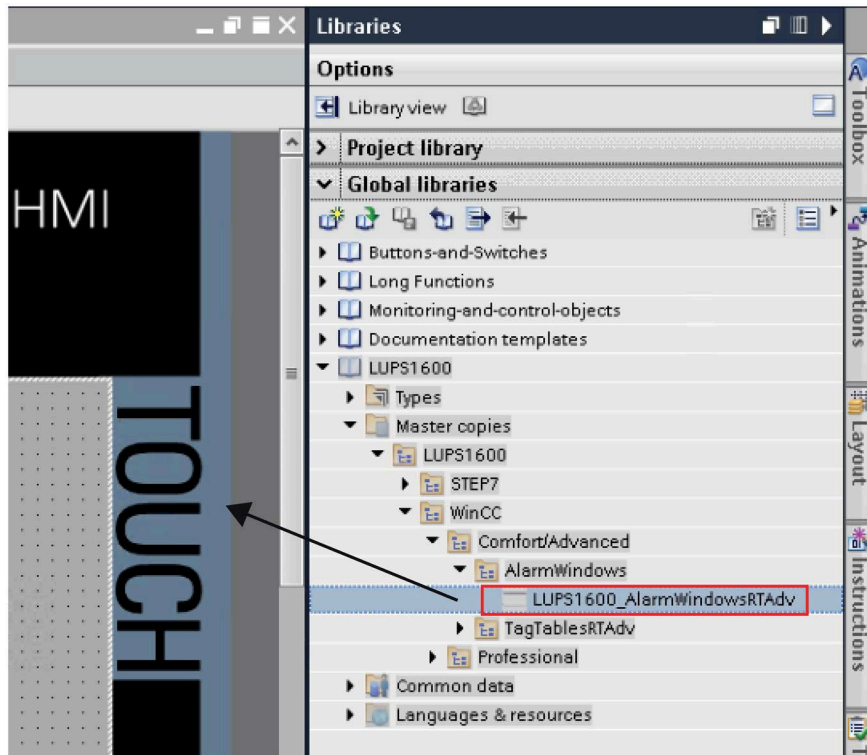 Libraries
Options
Library view
Project library
Global libraries
Buttons-and-Switches
Long Functions
Monitoring-and-control-objects
Documentation templates
LUPS1600
Types
Master copies
LUPS1600
STEP7
WinCC
Comfort/Advanced
AlarmWindows
LUPS1600_AlarmWindowsRTAdv
TagTablesRTAdv
Professional
Common data
Languages & resources
HMI
TOUCH
Toolbox
Animations
Layout
Instructions